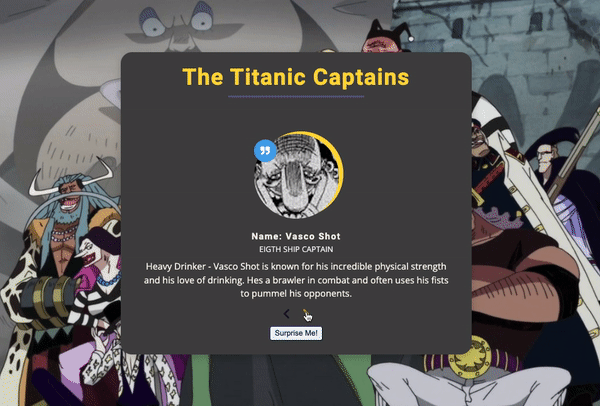 The Titanic Captains
Name: Vasco Shot
EIGTH SHIP CAPTAIN
Heavy Drinker - Vasco Shot is known for his incredible physical strength
and his love of drinking. Hes a brawler in combat and often uses his fists
to pummel his opponents.
Surprise Me!